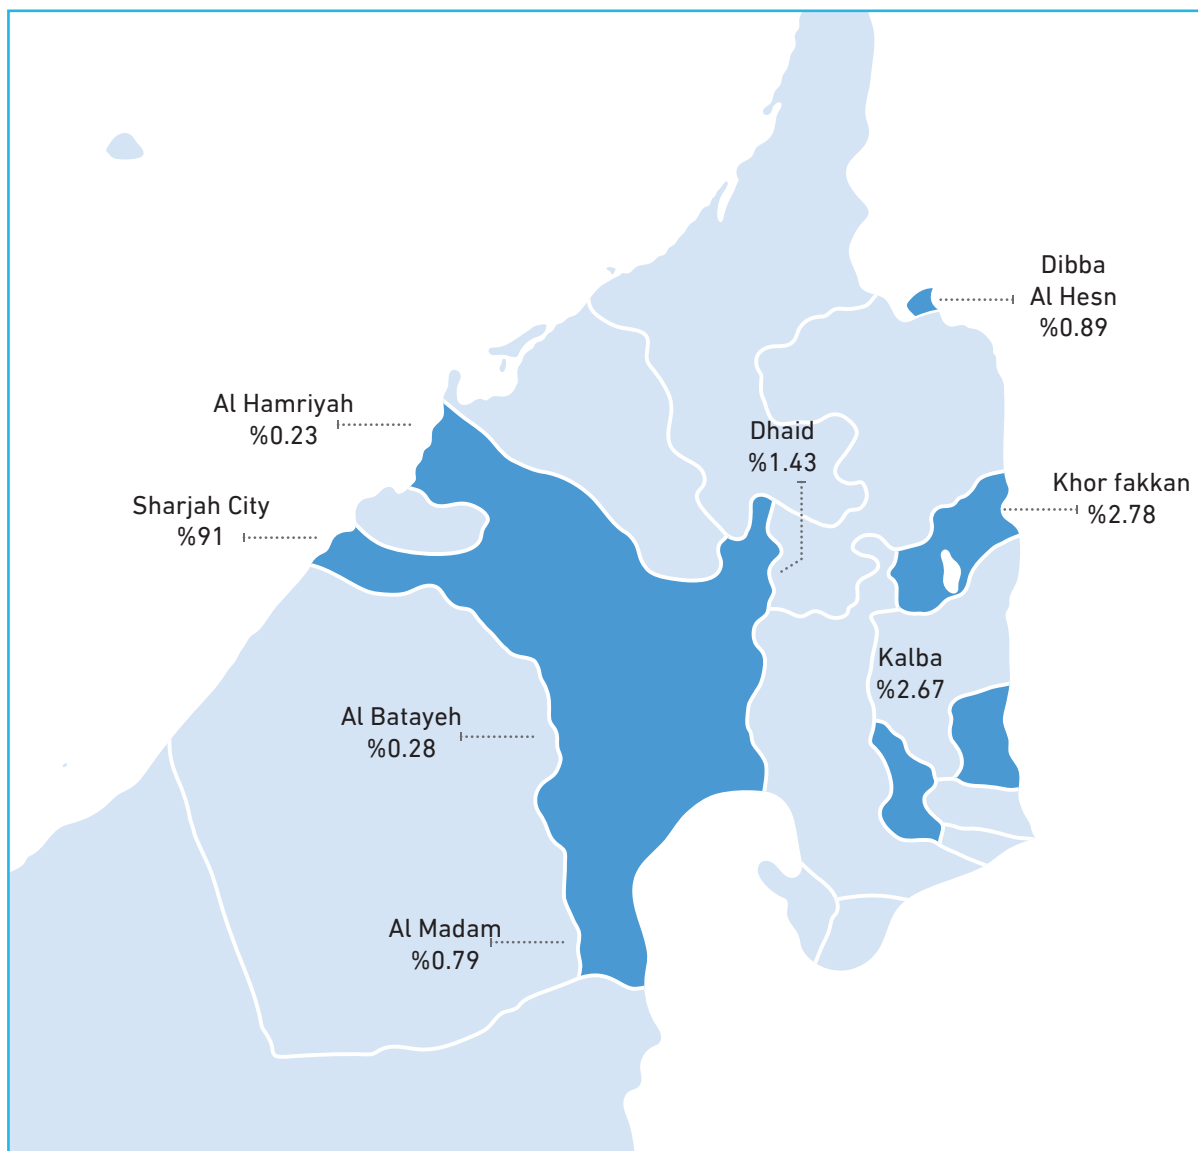 Dibba
Al Hesn
%0.89
Al Hamriyah
%0.23
Dhaid
%1.43
Khor fakkan
%2.78
Sharjah City
%91
Kalba
%2.67
Al Batayeh
%0.28
Al Madam
%0.79